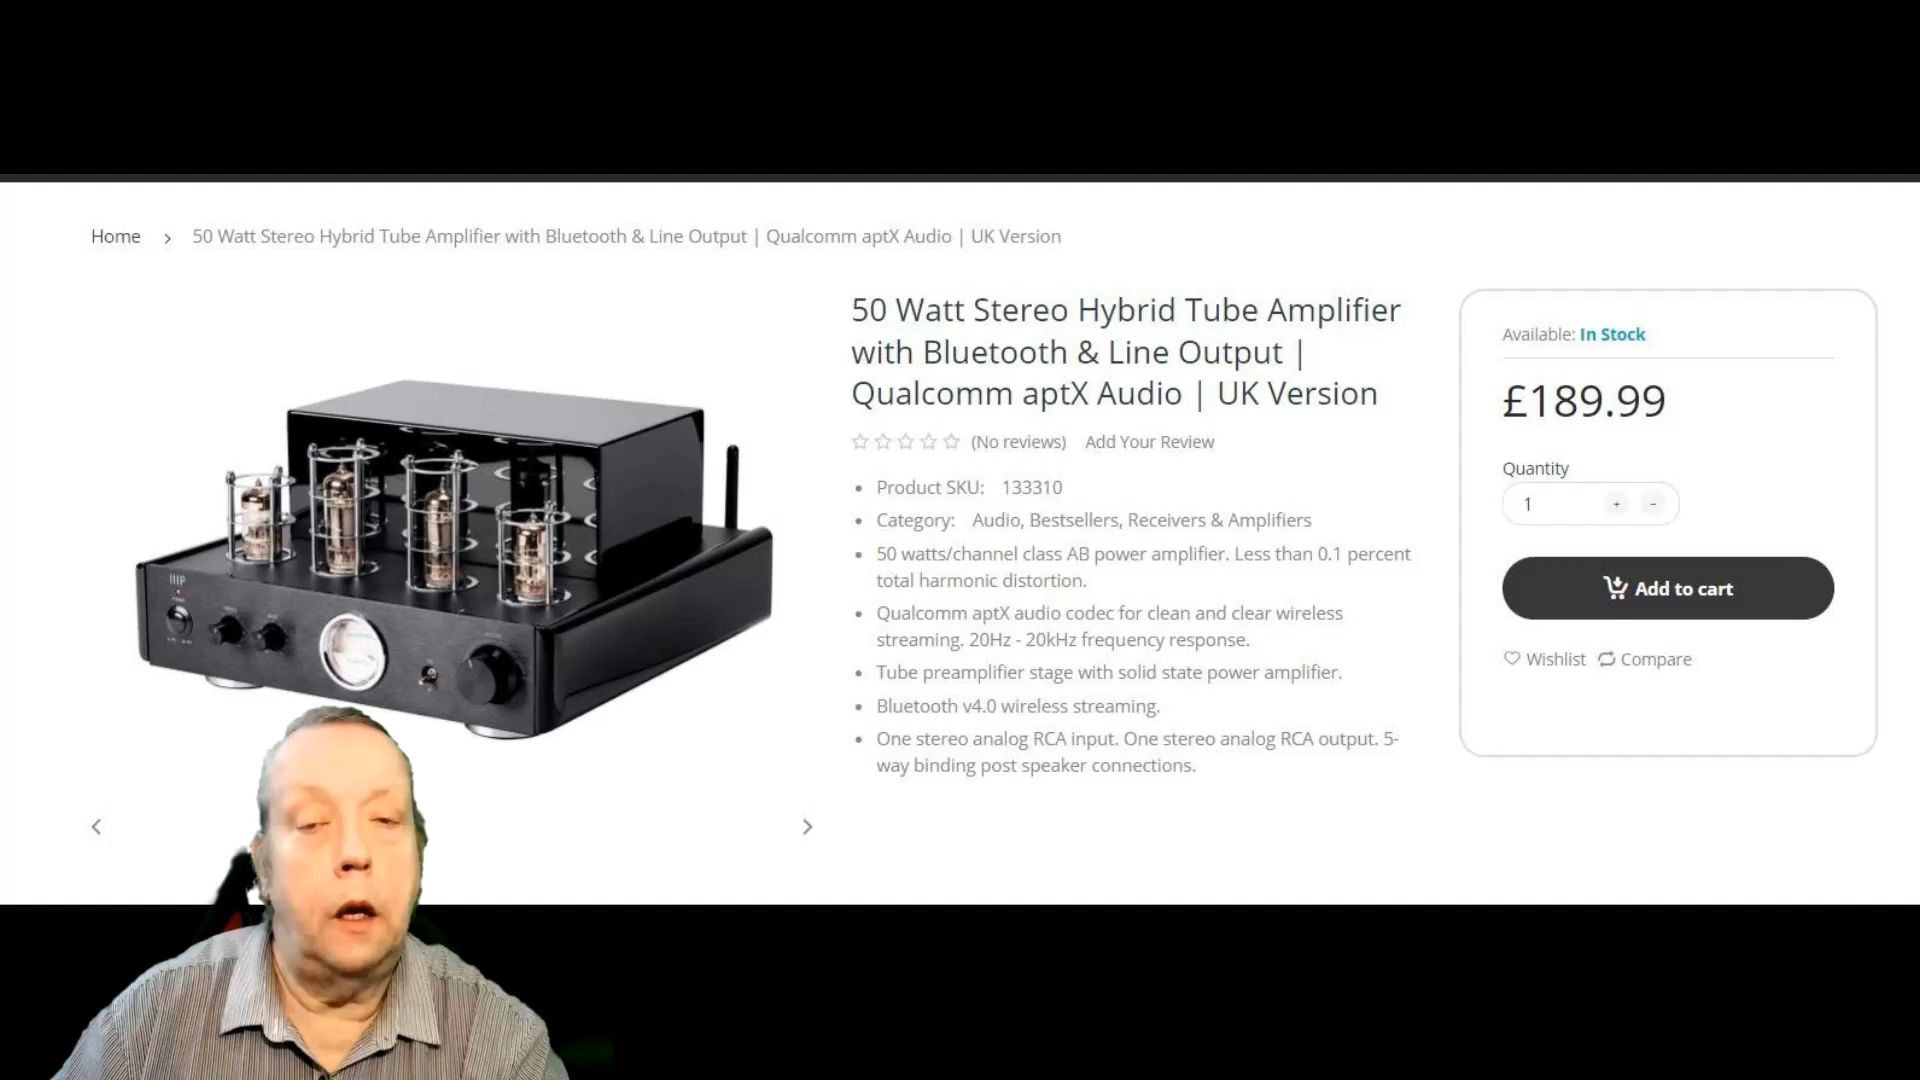 Home > 50 Watt Stereo Hybrid Tube Amplifier with Bluetooth & Line Output | Qualcomm aptX Audio | UK Version
50 Watt Stereo Hybrid Tube Amplifier
with Bluetooth & Line Output |
Qualcomm aptX Audio | UK Version
(No reviews) Add Your Review
• Product SKU: 133310
• Category: Audio, Bestsellers, Receivers & Amplifiers
• 50 watts/channel class AB power amplifier. Less than 0.1 percent
total harmonic distortion.
• Qualcomm aptX audio codec for clean and clear wireless
streaming. 20Hz - 20kHz frequency response.
• Tube preamplifier stage with solid state power amplifier.
• Bluetooth v4.0 wireless streaming.
• One stereo analog RCA input. One stereo analog RCA output. 5-
way binding post speaker connections.
Available: In Stock
£189.99
Quantity
1 + -
Add to cart
Wishlist Compare